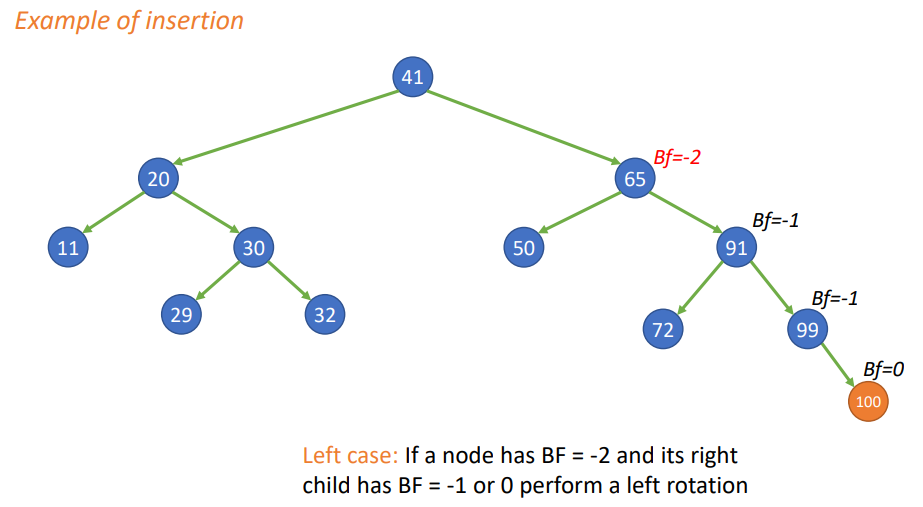 Example of insertion
41
Bf=-2
20
65
Bf=-1
11
30
50
91
Bf=-1
29
32
72
99
Bf=0
100
Left case: If a node has BF = -2 and its right
child has BF = -1 or 0 perform a left rotation